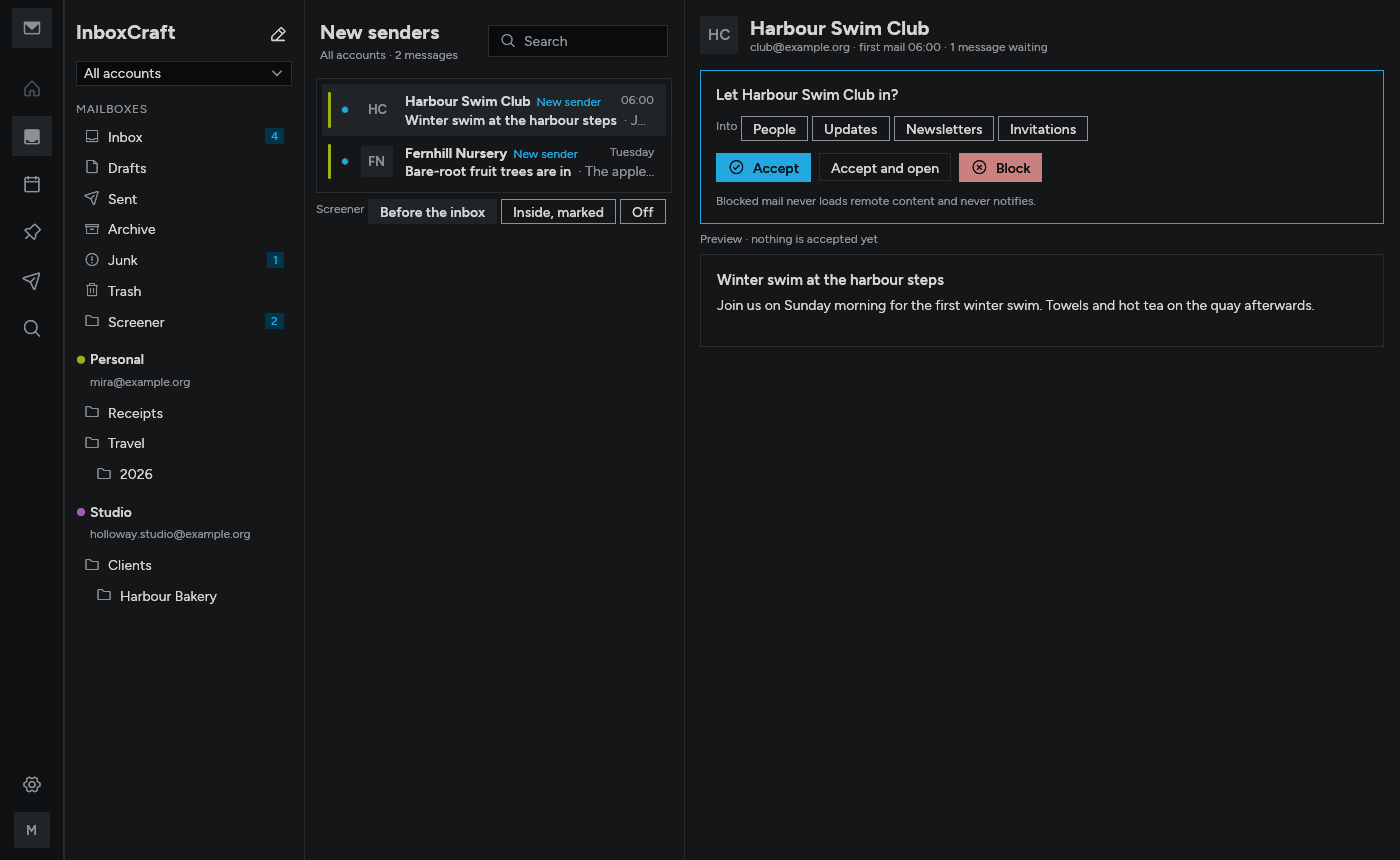 InboxCraft
All accounts
MAILBOXES
Inbox 4
Drafts
Sent
Archive
Junk 1
Trash
Screener 2
Personal
mira@example.org
Receipts
Travel
2026
Studio
holloway.studio@example.org
Clients
Harbour Bakery
M
New senders
All accounts · 2 messages
Search
HC Harbour Swim Club New sender 06:00
Winter swim at the harbour steps · J…
FN Fernhill Nursery New sender Tuesday
Bare-root fruit trees are in · The apple…
Screener Before the inbox Inside, marked Off
HC Harbour Swim Club
club@example.org · first mail 06:00 · 1 message waiting
Let Harbour Swim Club in?
Into People Updates Newsletters Invitations
Accept Accept and open Block
Blocked mail never loads remote content and never notifies.
Preview · nothing is accepted yet
Winter swim at the harbour steps
Join us on Sunday morning for the first winter swim. Towels and hot tea on the quay afterwards.